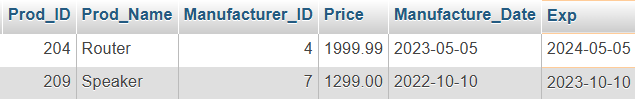 Prod_ID Prod_Name Manufacturer_ID Price Manufacture_Date Exp
204 Router 4 1999.99 2023-05-05 2024-05-05
209 Speaker 7 1299.00 2022-10-10 2023-10-10